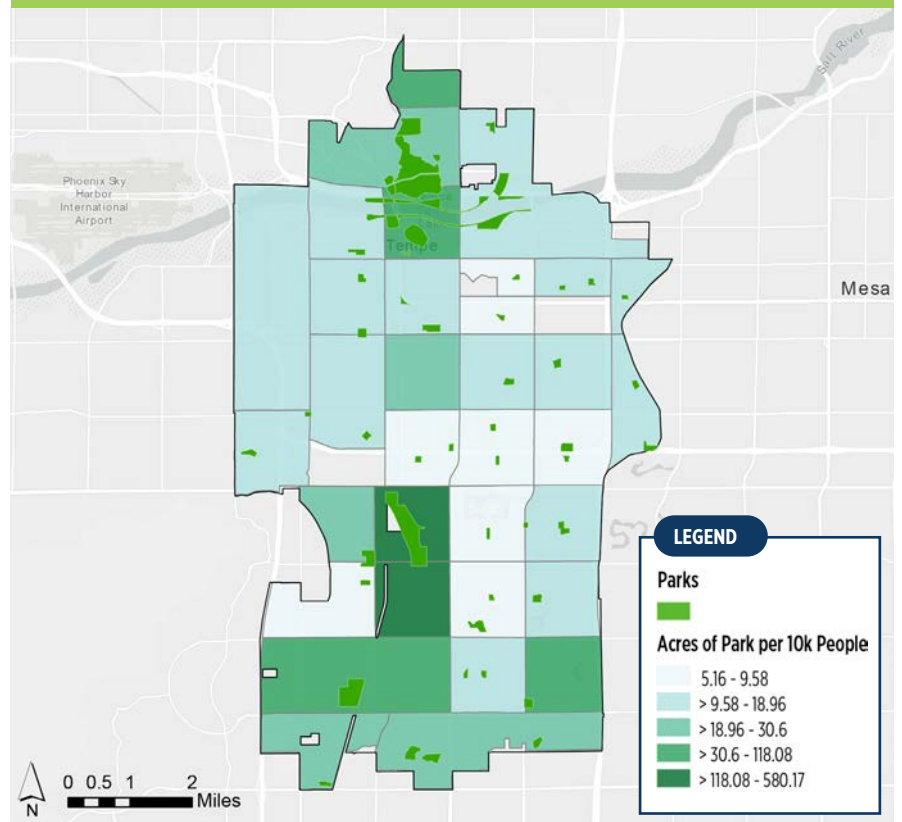 Salt River
Phoenix Sky
Harbor
International
Airport
Tempe
Mesa
LEGEND
Parks
Acres of Park per 10k People
5.16 - 9.58
> 9.58 - 18.96
> 18.96 - 30.6
> 30.6 - 118.08
> 118.08 - 580.17
N
0 0.5 1 2
Miles